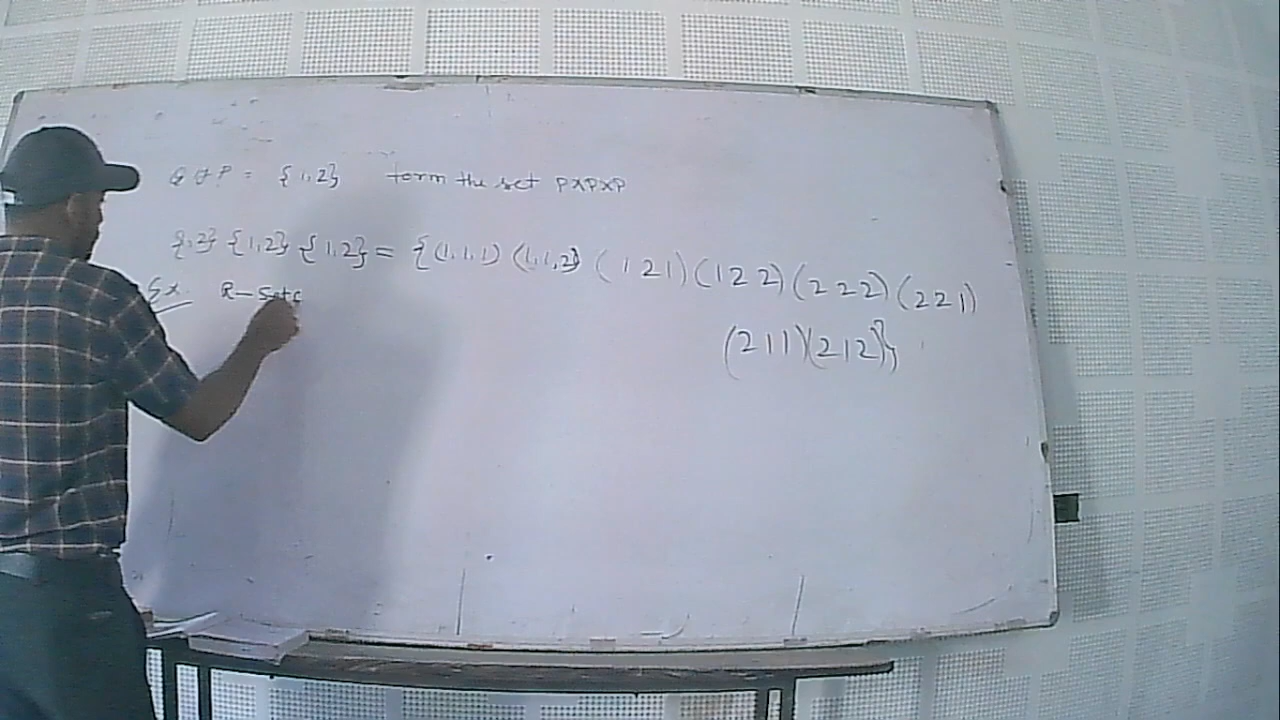 Q If P = {1,2} form the set PXPXP
{1,2} {1,2} {1,2} = {(1,1,1) (1,1,2) (1 2 1) (1 2 2) (2 2 2) (2 2 1)
(2 1 1)(2 1 2)}
Ex. R-Set